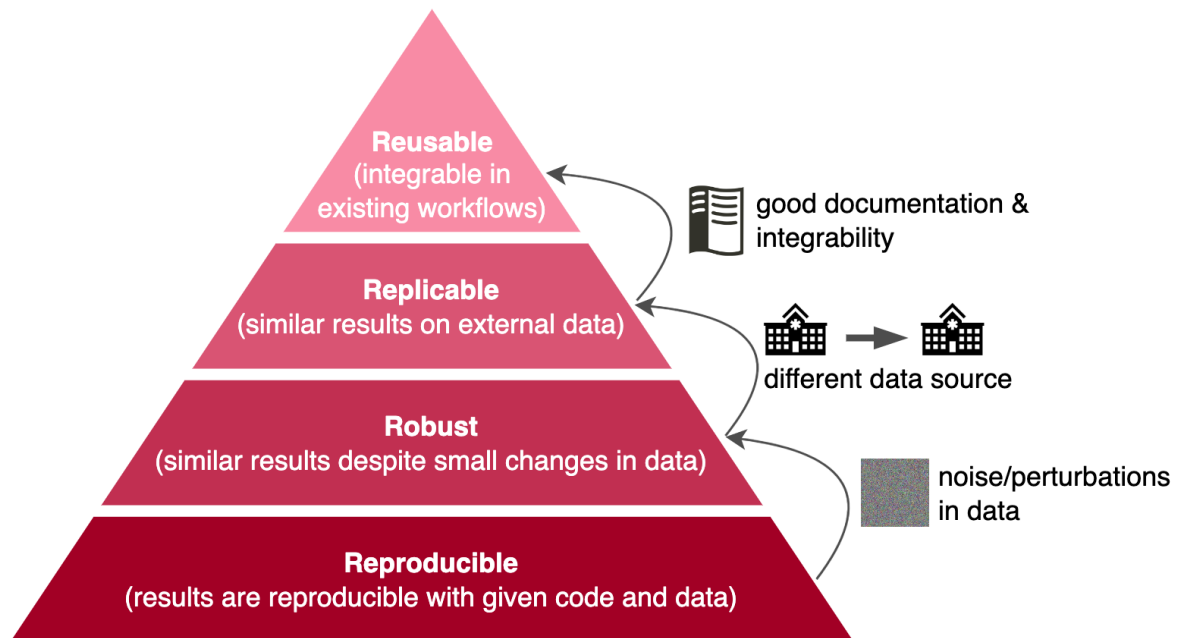 Reusable
(integrable in
existing workflows)
good documentation &
integrability
Replicable
(similar results on external data)
different data source
Robust
(similar results despite small changes in data)
noise/perturbations
in data
Reproducible
(results are reproducible with given code and data)